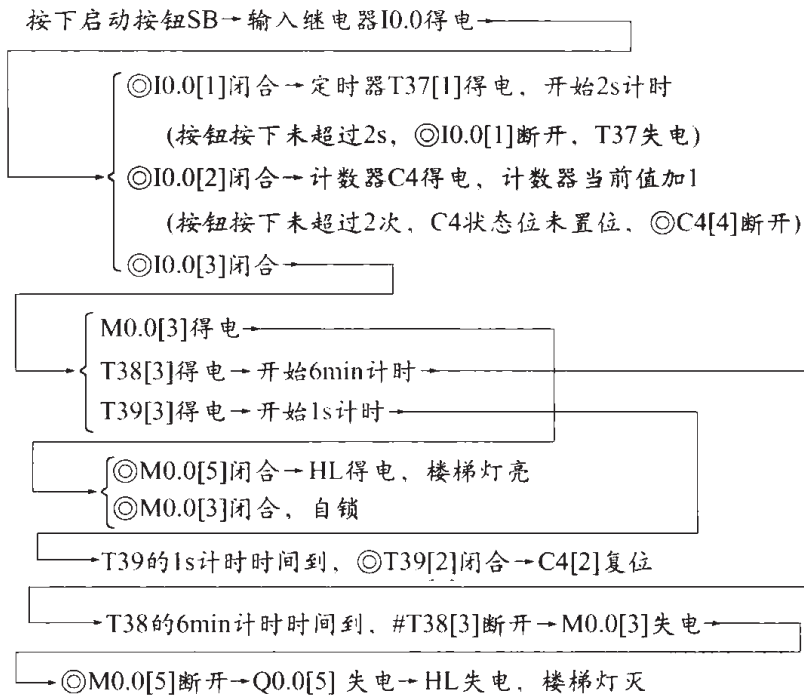 按下启动按钮SB→输入继电器I0.0得电→
◎I0.0[1]闭合→定时器T37[1]得电，开始2s计时
(按钮按下未超过2s，◎I0.0[1]断开，T37失电)
◎I0.0[2]闭合→计数器C4得电，计数器当前值加1
(按钮按下未超过2次，C4状态位未置位，◎C4[4]断开)
◎I0.0[3]闭合→
M0.0[3]得电→
T38[3]得电→开始6min计时→
T39[3]得电→开始1s计时→
◎M0.0[5]闭合→HL得电，楼梯灯亮
◎M0.0[3]闭合，自锁
T39的1s计时时间到，◎T39[2]闭合→C4[2]复位
T38的6min计时时间到，#T38[3]断开→M0.0[3]失电→
◎M0.0[5]断开→Q0.0[5] 失电→HL失电，楼梯灯灭